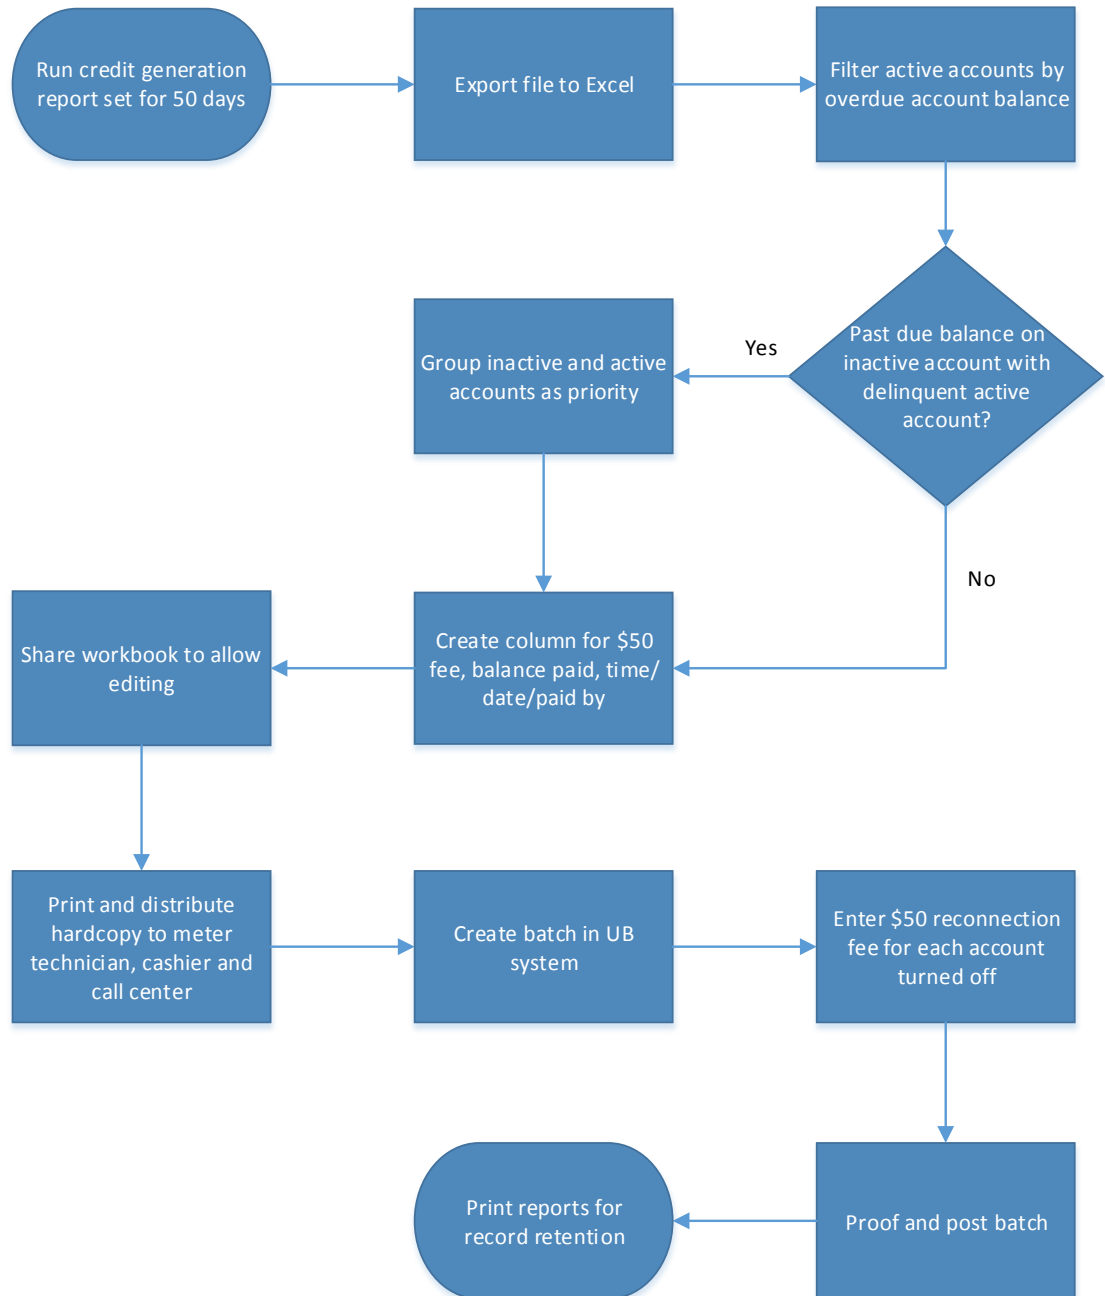 Run credit generation
report set for 50 days
Export file to Excel
Filter active accounts by
overdue account balance
Past due balance on
inactive account with
delinquent active
account?
Yes
Group inactive and active
accounts as priority
No
Create column for $50
fee, balance paid, time/
date/paid by
Share workbook to allow
editing
Print and distribute
hardcopy to meter
technician, cashier and
call center
Create batch in UB
system
Enter $50 reconnection
fee for each account
turned off
Proof and post batch
Print reports for
record retention